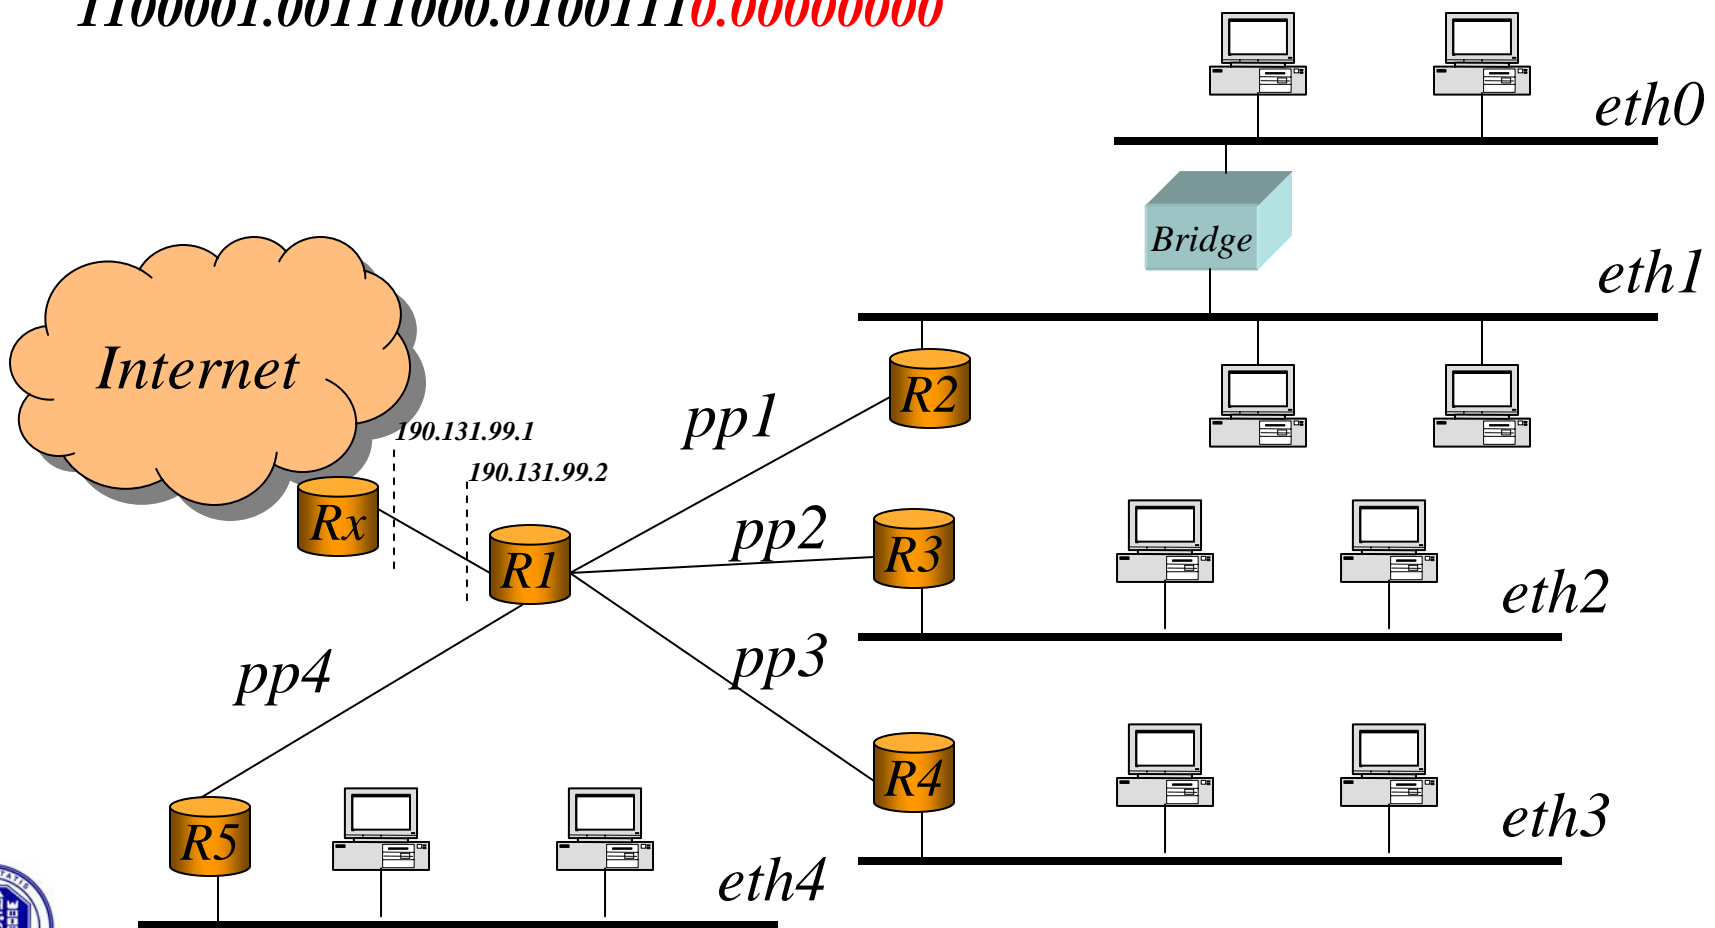 1100001.00111000.01001110.00000000
eth0
Bridge
eth1
Internet
190.131.99.1
190.131.99.2
pp1
R2
Rx
R1
pp2
R3
eth2
pp3
pp4
R4
eth3
R5
eth4